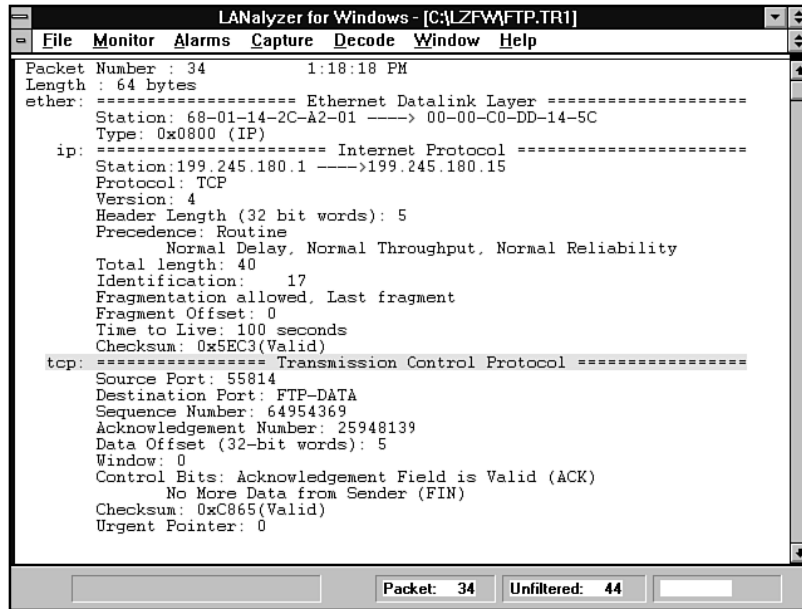 LANalyzer for Windows - [C:\LZFW\FTP.TR1]
File Monitor Alarms Capture Decode Window Help
Packet Number : 34 1:18:18 PM
Length : 64 bytes
ether: ==================== Ethernet Datalink Layer ====================
Station: 68-01-14-2C-A2-01 ----> 00-00-C0-DD-14-5C
Type: 0x0800 (IP)
ip: ======================= Internet Protocol =======================
Station:199.245.180.1 ---->199.245.180.15
Protocol: TCP
Version: 4
Header Length (32 bit words): 5
Precedence: Routine
Normal Delay, Normal Throughput, Normal Reliability
Total length: 40
Identification: 17
Fragmentation allowed, Last fragment
Fragment Offset: 0
Time to Live: 100 seconds
Checksum: 0x5EC3(Valid)
tcp: ================= Transmission Control Protocol =================
Source Port: 55814
Destination Port: FTP-DATA
Sequence Number: 64954369
Acknowledgement Number: 25948139
Data Offset (32-bit words): 5
Window: 0
Control Bits: Acknowledgement Field is Valid (ACK)
No More Data from Sender (FIN)
Checksum: 0xC865(Valid)
Urgent Pointer: 0
Packet: 34 Unfiltered: 44